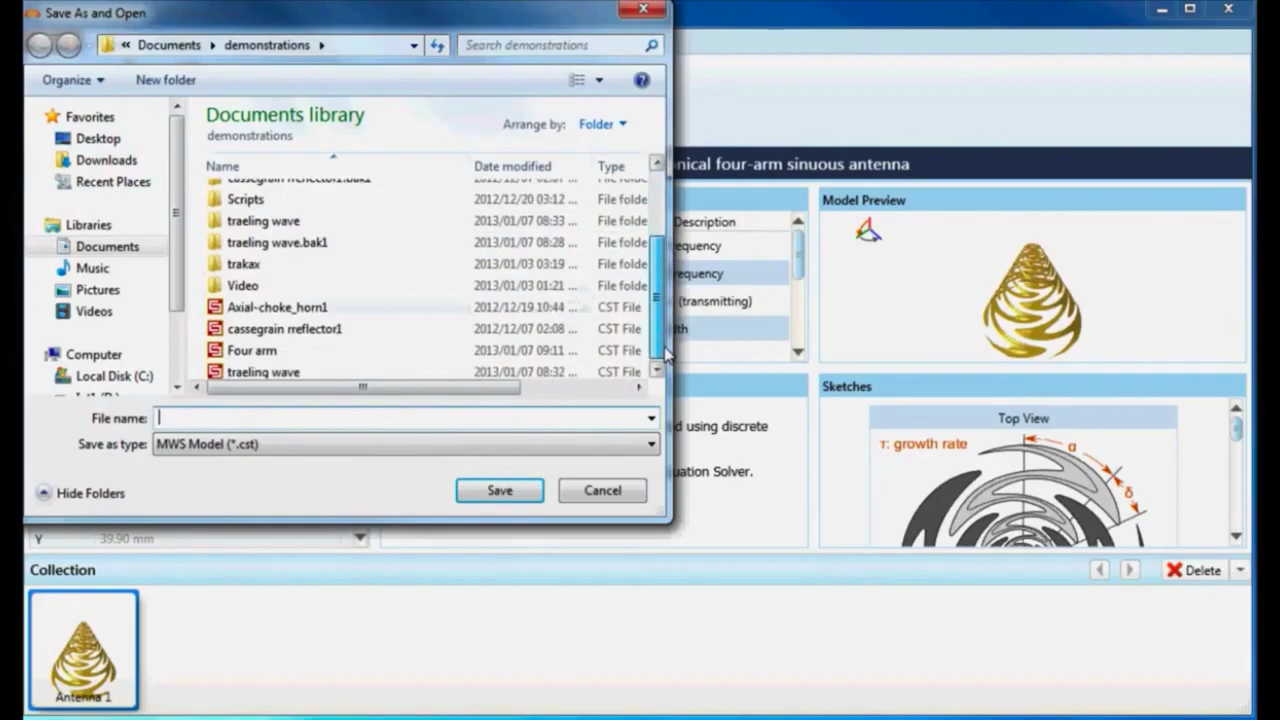 Save As and Open
« Documents demonstrations
Search demonstrations
Organize
New folder
Favorites
Desktop
Downloads
Recent Places
Libraries
Documents
Music
Pictures
Videos
Computer
Local Disk (C:)
Documents library
demonstrations
Arrange by: Folder
Name Date modified Type
Scripts 2012/12/20 03:12 ... File folde
traeling wave 2013/01/07 08:33 ... File folde
traeling wave.bak1 2013/01/07 08:28 ... File folde
trakax 2013/01/03 03:19 ... File folde
Video 2013/01/03 01:21 ... File folde
Axial-choke_horn1 2012/12/19 10:44 ... CST File
cassegrain rreflector1 2012/12/07 02:08 ... CST File
Four arm 2013/01/07 09:11 ... CST File
traeling wave 2013/01/07 08:32 ... CST File
File name:
Save as type: MWS Model (*.cst)
Hide Folders
Save
Cancel
nical four-arm sinuous antenna
Description
equency
requency
(transmitting)
lth
d using discrete
uation Solver.
Model Preview
Sketches
Top View
τ: growth rate
α
δ
Y 39.90 mm
Collection
Delete
Antenna 1